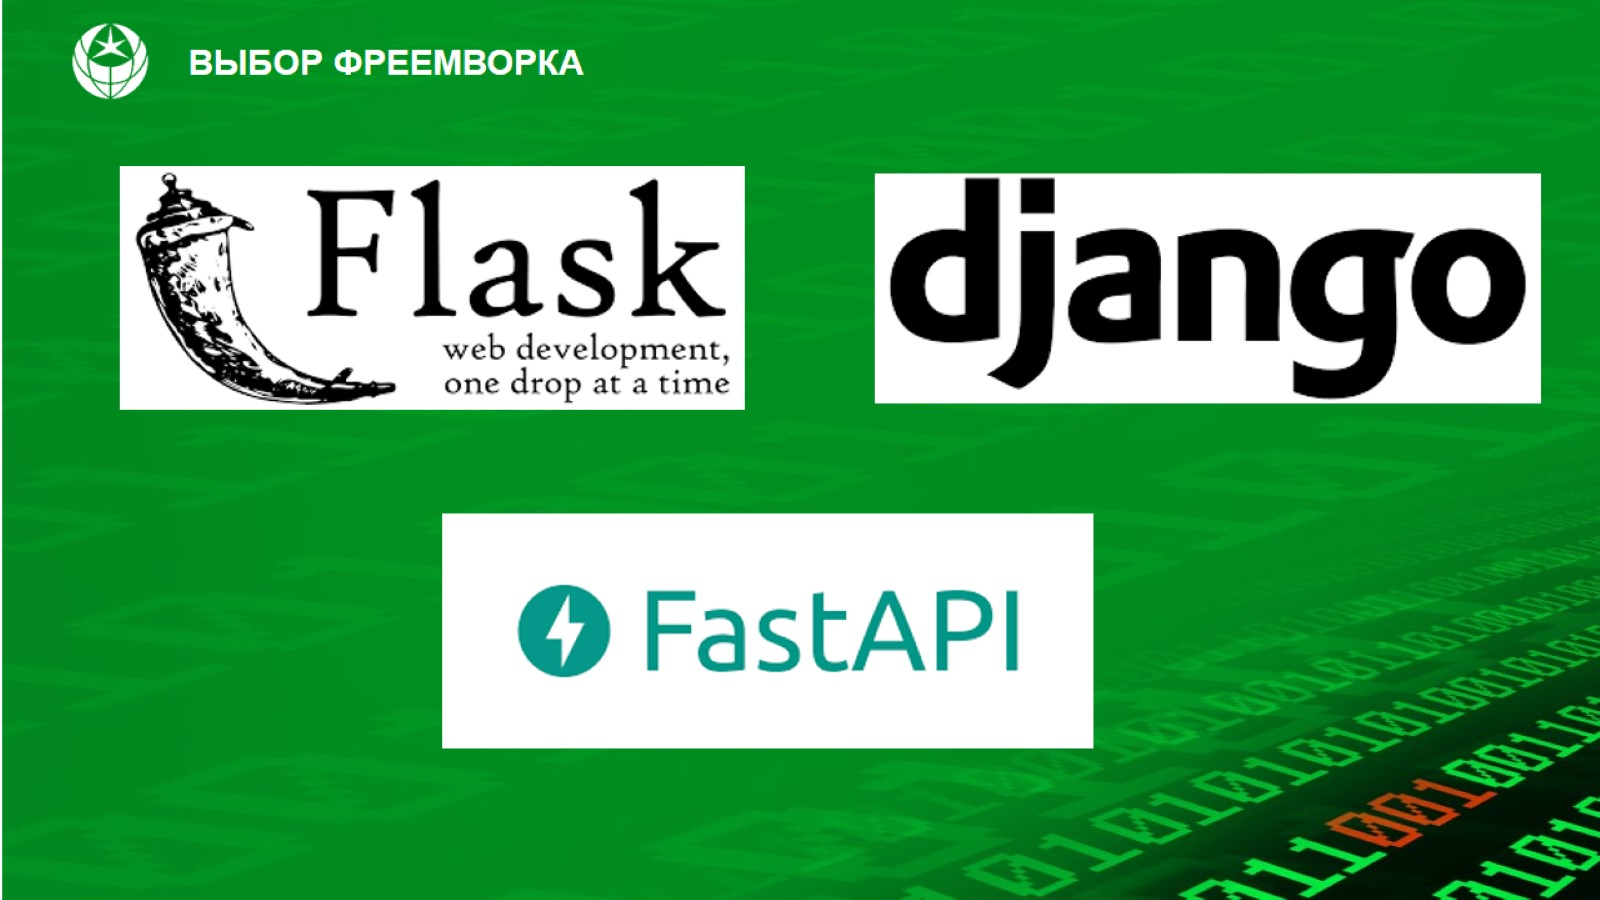 ВЫБОР ФРЕЕМВОРКА
Flask
web development,
one drop at a time
django
FastAPI